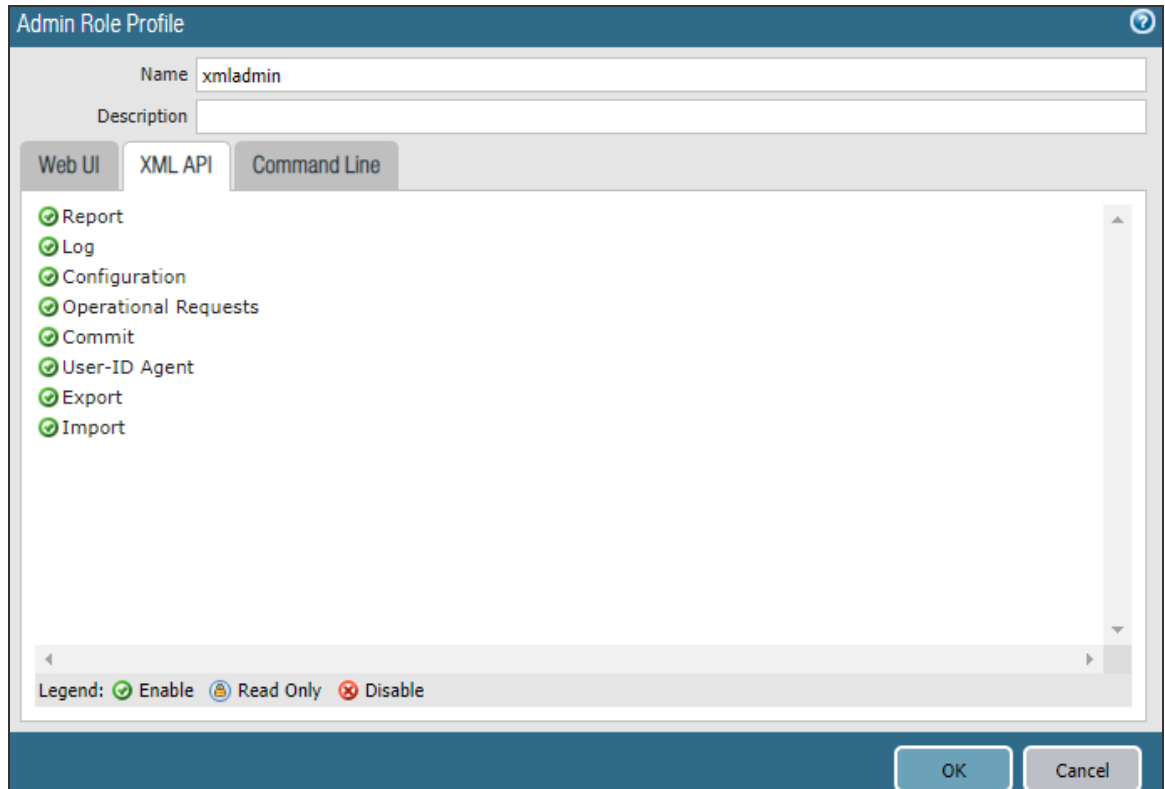 Admin Role Profile
Name xmladmin
Description
Web UI XML API Command Line
Report
Log
Configuration
Operational Requests
Commit
User-ID Agent
Export
Import
Legend: Enable Read Only Disable
OK Cancel